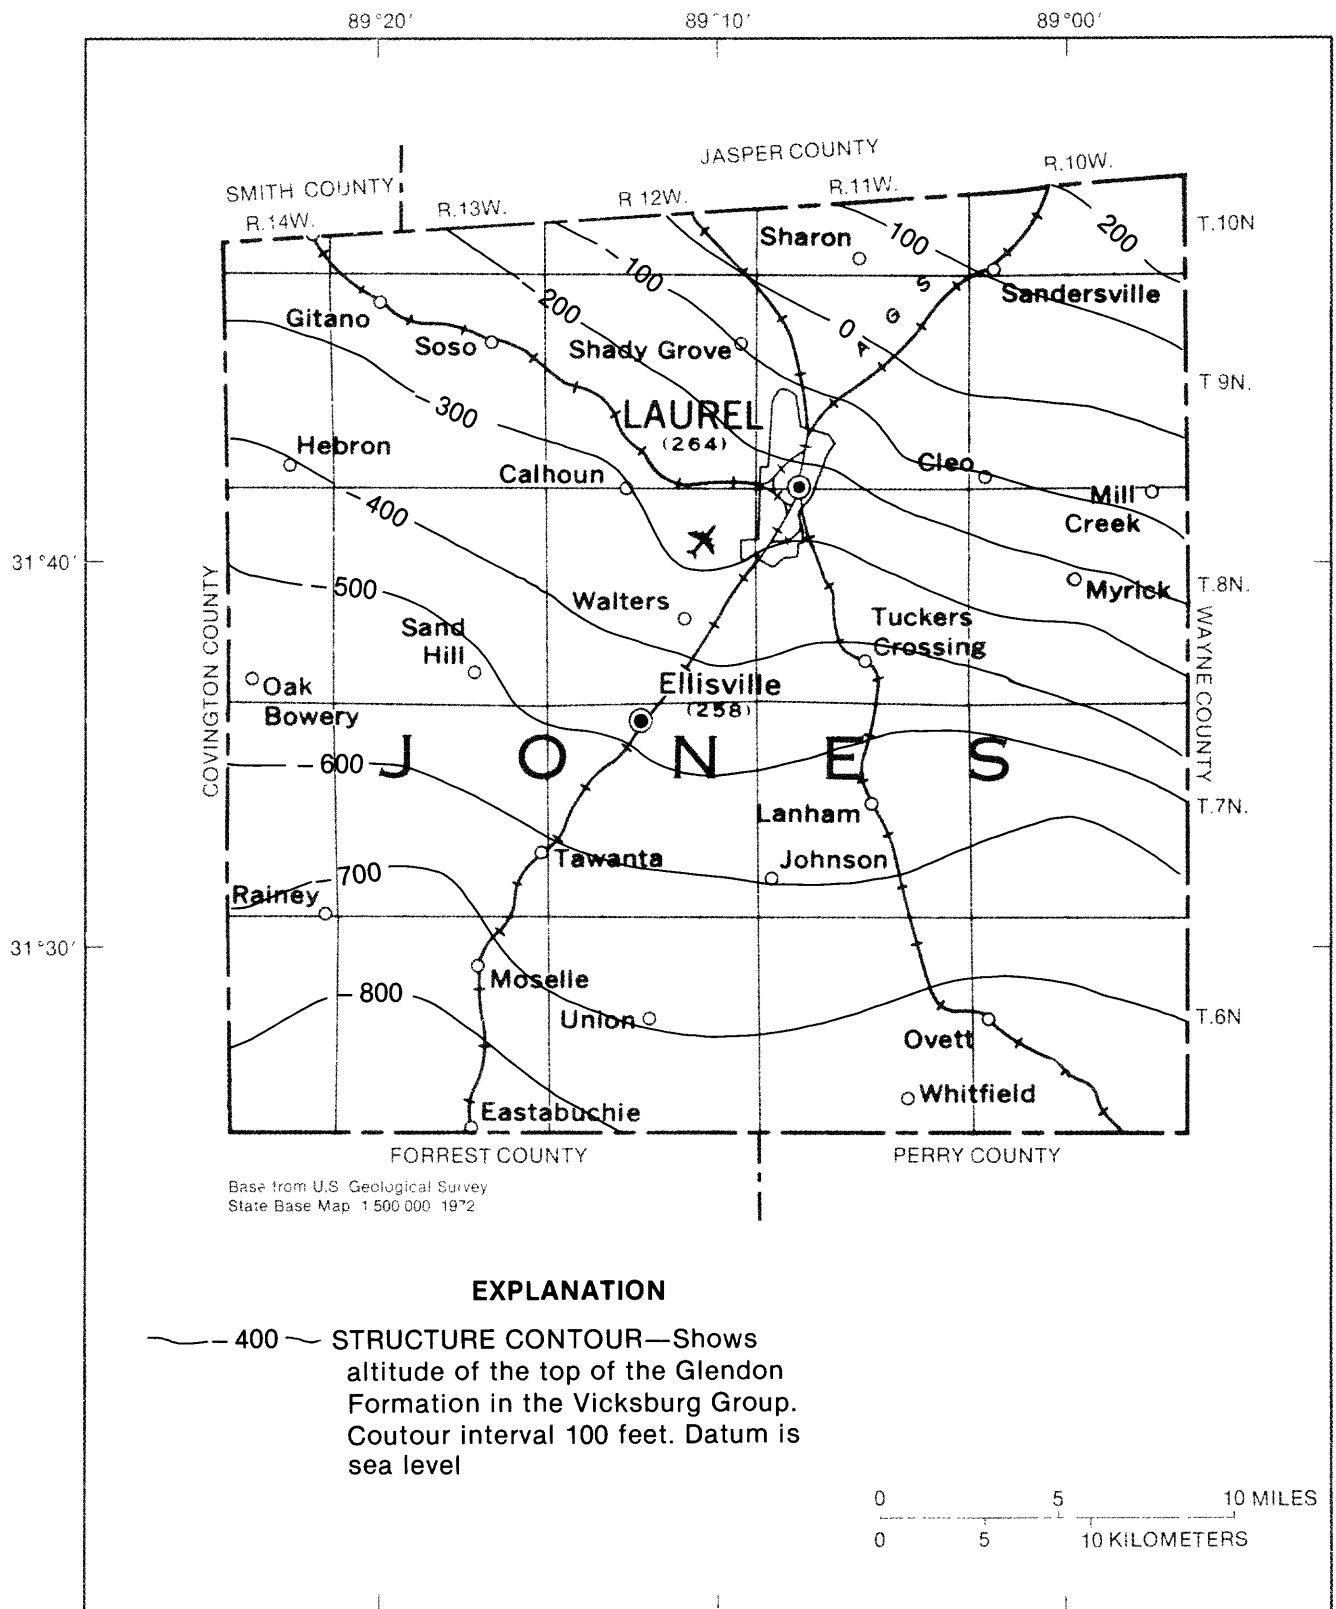 89°20′ 89°10′ 89°00′
JASPER COUNTY
R.10W.
SMITH COUNTY
R.11W.
R 12W.
R.13W.
R.14W.
T.10N
200
100
Sharon
-100
Sandersville
-200
0
A G S
Gitano
Soso
Shady Grove
T 9N.
-300
LAUREL
(264)
Hebron
Calhoun
Cleo
Mill
Creek
-400
31°40′
-500
Walters
Myrick
T.8N.
Sand
Hill
Tuckers
Crossing
COVINGTON COUNTY
WAYNE COUNTY
Oak
Bowery
Ellisville
(258)
JONES
-600
Lanham
T.7N.
Tawanta
Johnson
-700
Rainey
31°30′
Moselle
-800
Union
T.6N
Ovett
Whitfield
Eastabuchie
FORREST COUNTY
PERRY COUNTY
Base from U.S. Geological Survey
State Base Map 1 500 000 1972
EXPLANATION
-400 STRUCTURE CONTOUR—Shows
altitude of the top of the Glendon
Formation in the Vicksburg Group.
Coutour interval 100 feet. Datum is
sea level
0 5 10 MILES
0 5 10 KILOMETERS